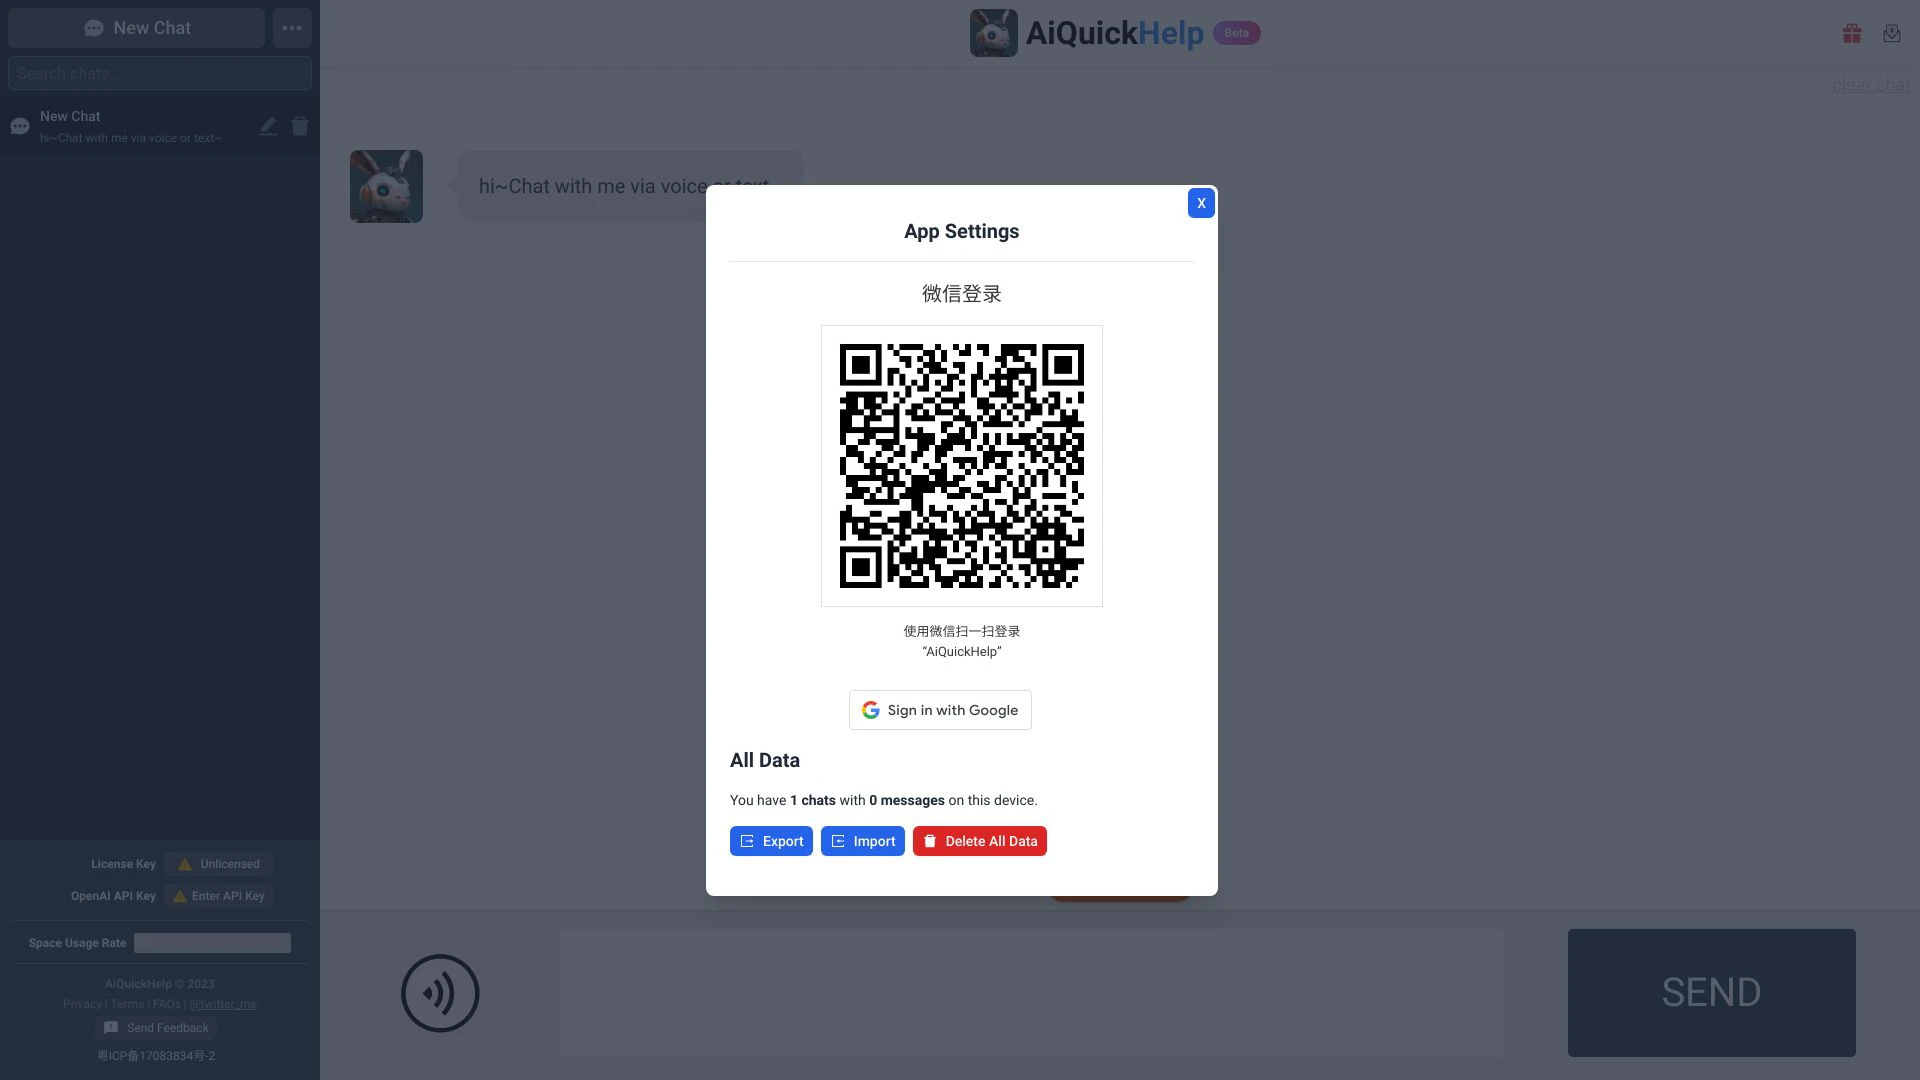 New Chat
Search chats...
New Chat
hi~Chat with me via voice or text~
License Key
Unlicensed
OpenAI API Key
Enter API Key
Space Usage Rate
AiQuickHelp © 2023
Privacy | Terms | FAQs | @twitter_me
Send Feedback
粤ICP备17083834号-2
AiQuickHelp
Beta
clear chat
hi~Chat with me via voice or text~
X
App Settings
微信登录
使用微信扫一扫登录
“AiQuickHelp”
Sign in with Google
All Data
You have 1 chats with 0 messages on this device.
Export
Import
Delete All Data
SEND